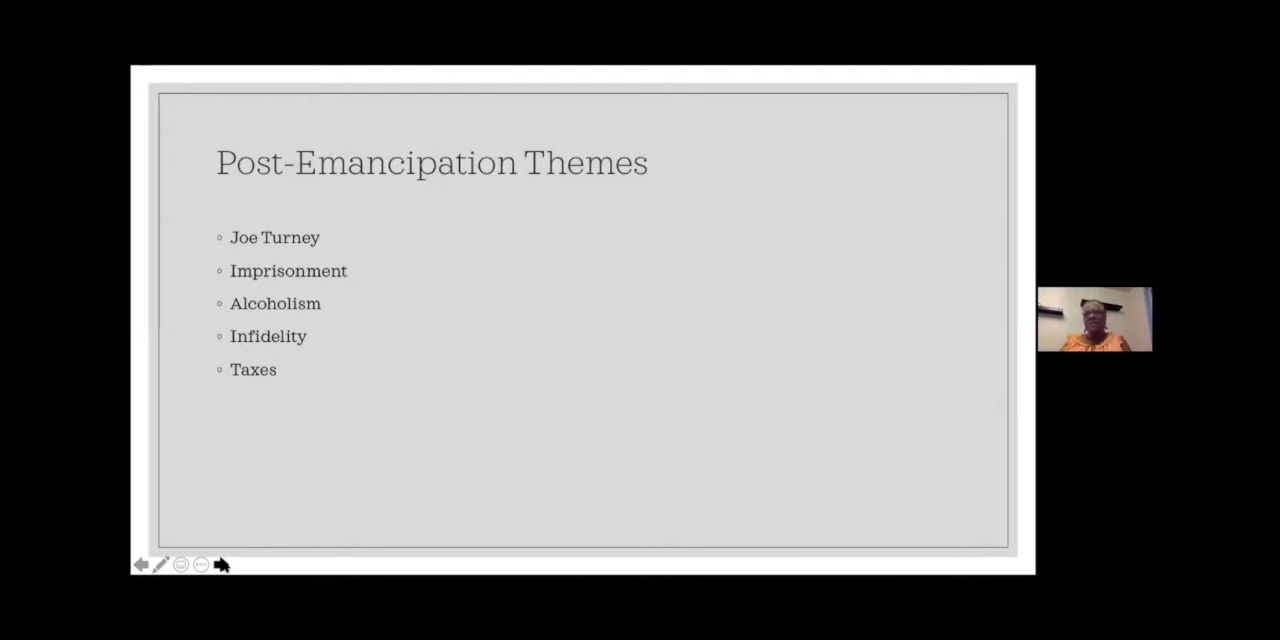 Post-Emancipation Themes
Joe Turney
Imprisonment
Alcoholism
Infidelity
Taxes